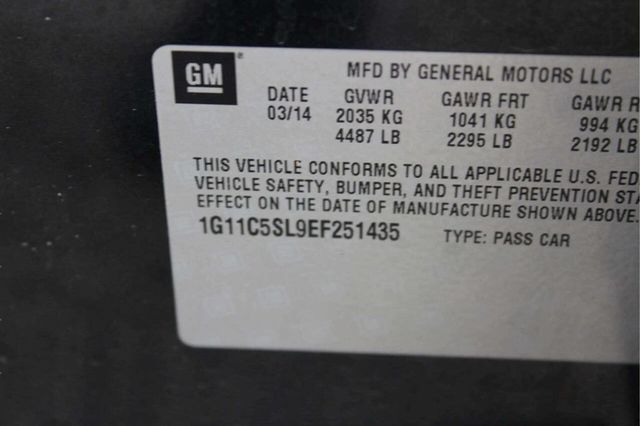 GM
MFD BY GENERAL MOTORS LLC
DATE GVWR GAWR FRT GAWR R
03/14 2035 KG 1041 KG 994 KG
4487 LB 2295 LB 2192 LB
THIS VEHICLE CONFORMS TO ALL APPLICABLE U.S. FED
VEHICLE SAFETY, BUMPER, AND THEFT PREVENTION STA
EFFECT ON THE DATE OF MANUFACTURE SHOWN ABOVE.
1G11C5SL9EF251435 TYPE: PASS CAR